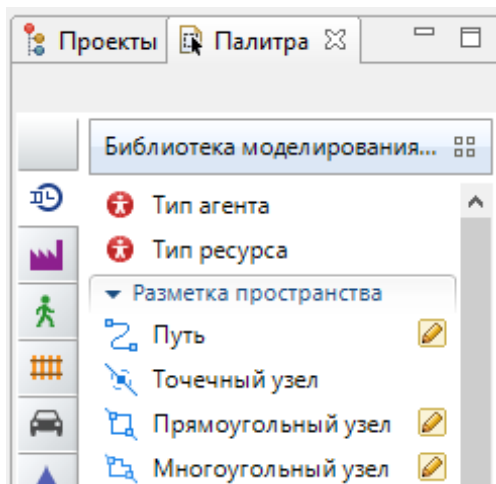 Проекты Палитра
Библиотека моделирования...
Тип агента
Тип ресурса
Разметка пространства
Путь
Точечный узел
Прямоугольный узел
Многоугольный узел